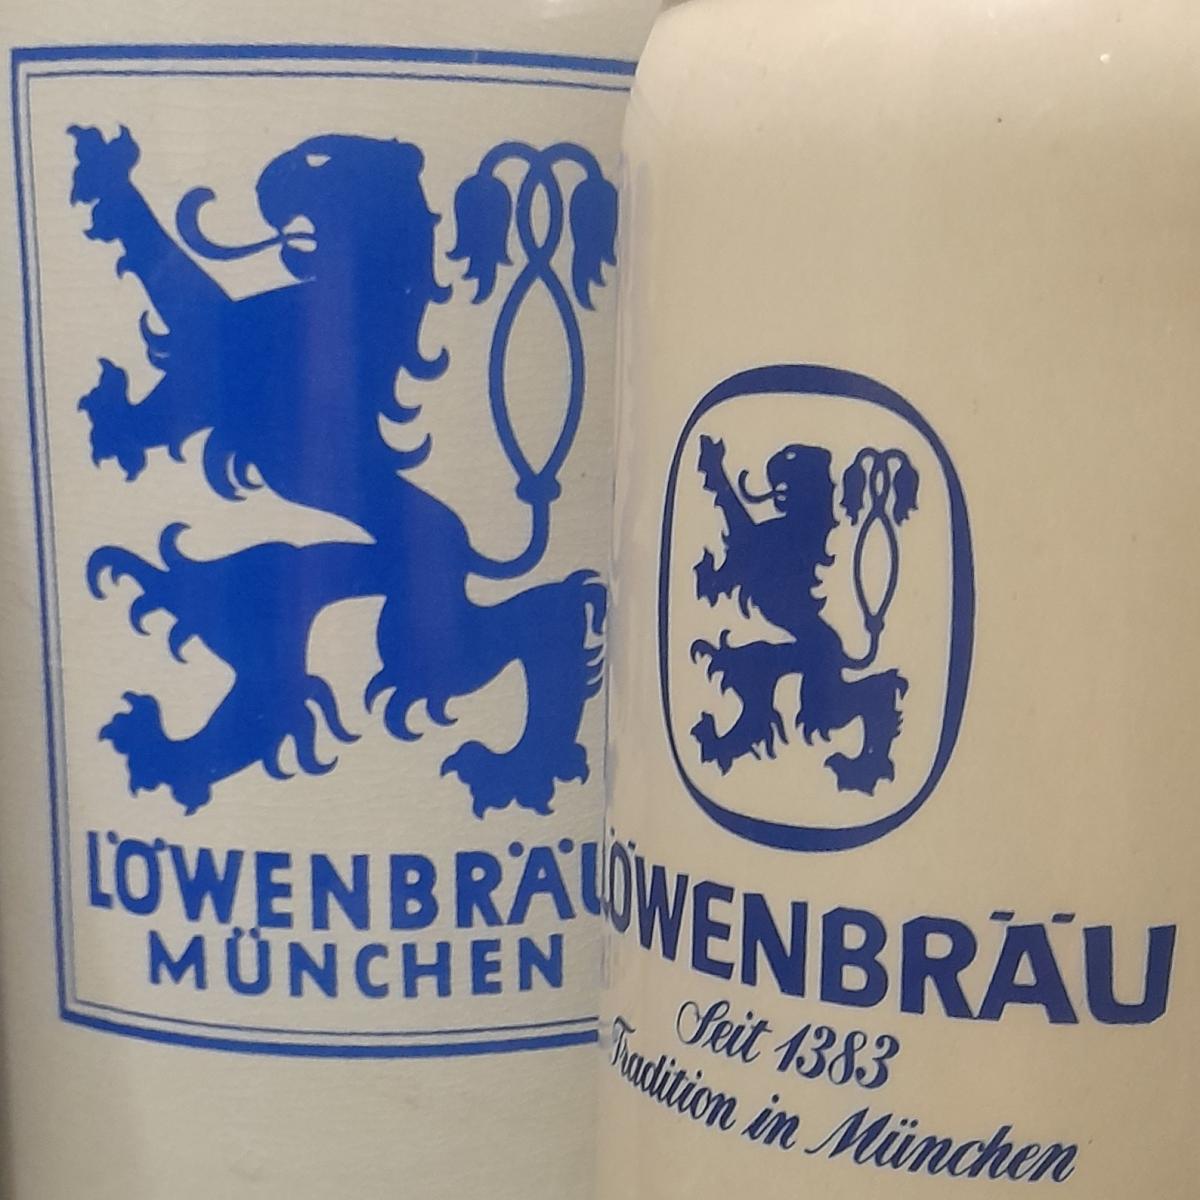 LÖWENBRÄU
MÜNCHEN
LÖWENBRÄU
Seit 1383
Tradition in München